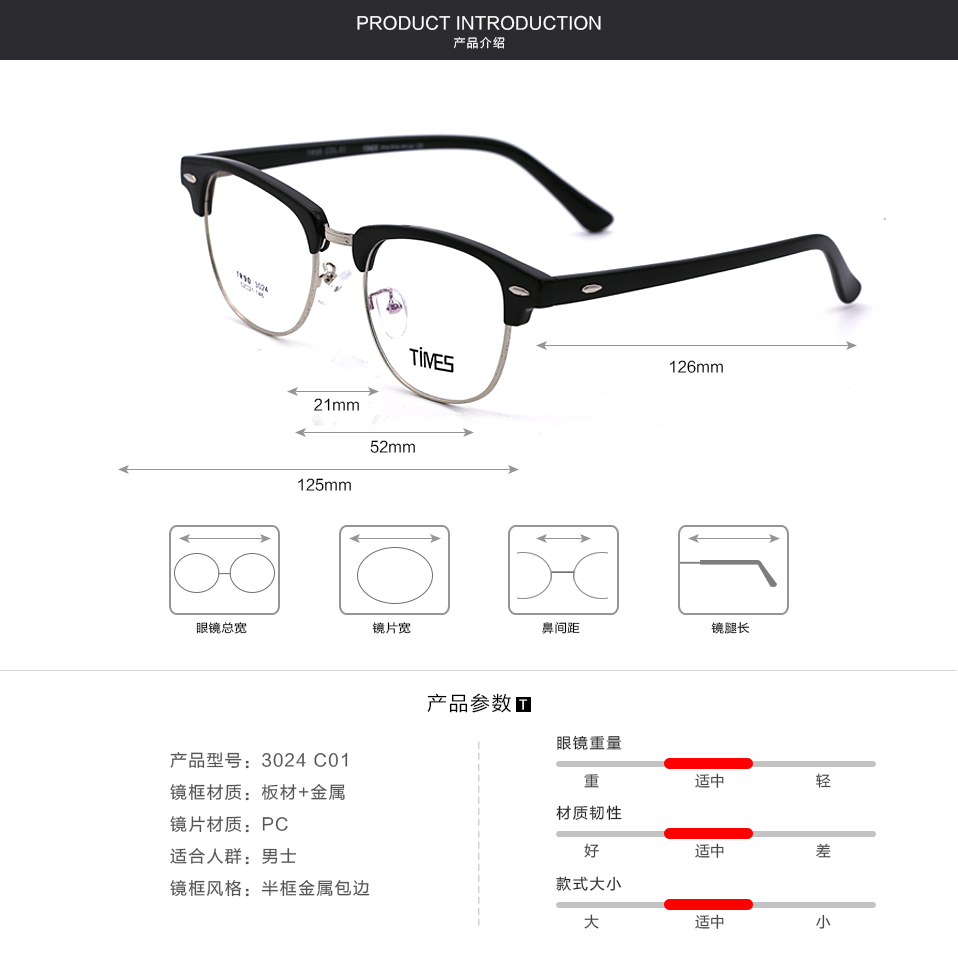 PRODUCT INTRODUCTION
产品介绍
TR90 3024
TiMES
126mm
21mm
52mm
125mm
眼镜总宽
镜片宽
鼻间距
镜腿长
产品参数 T
产品型号：3024 C01
镜框材质：板材+金属
镜片材质：PC
适合人群：男士
镜框风格：半框金属包边
眼镜重量
重 适中 轻
材质韧性
好 适中 差
款式大小
大 适中 小